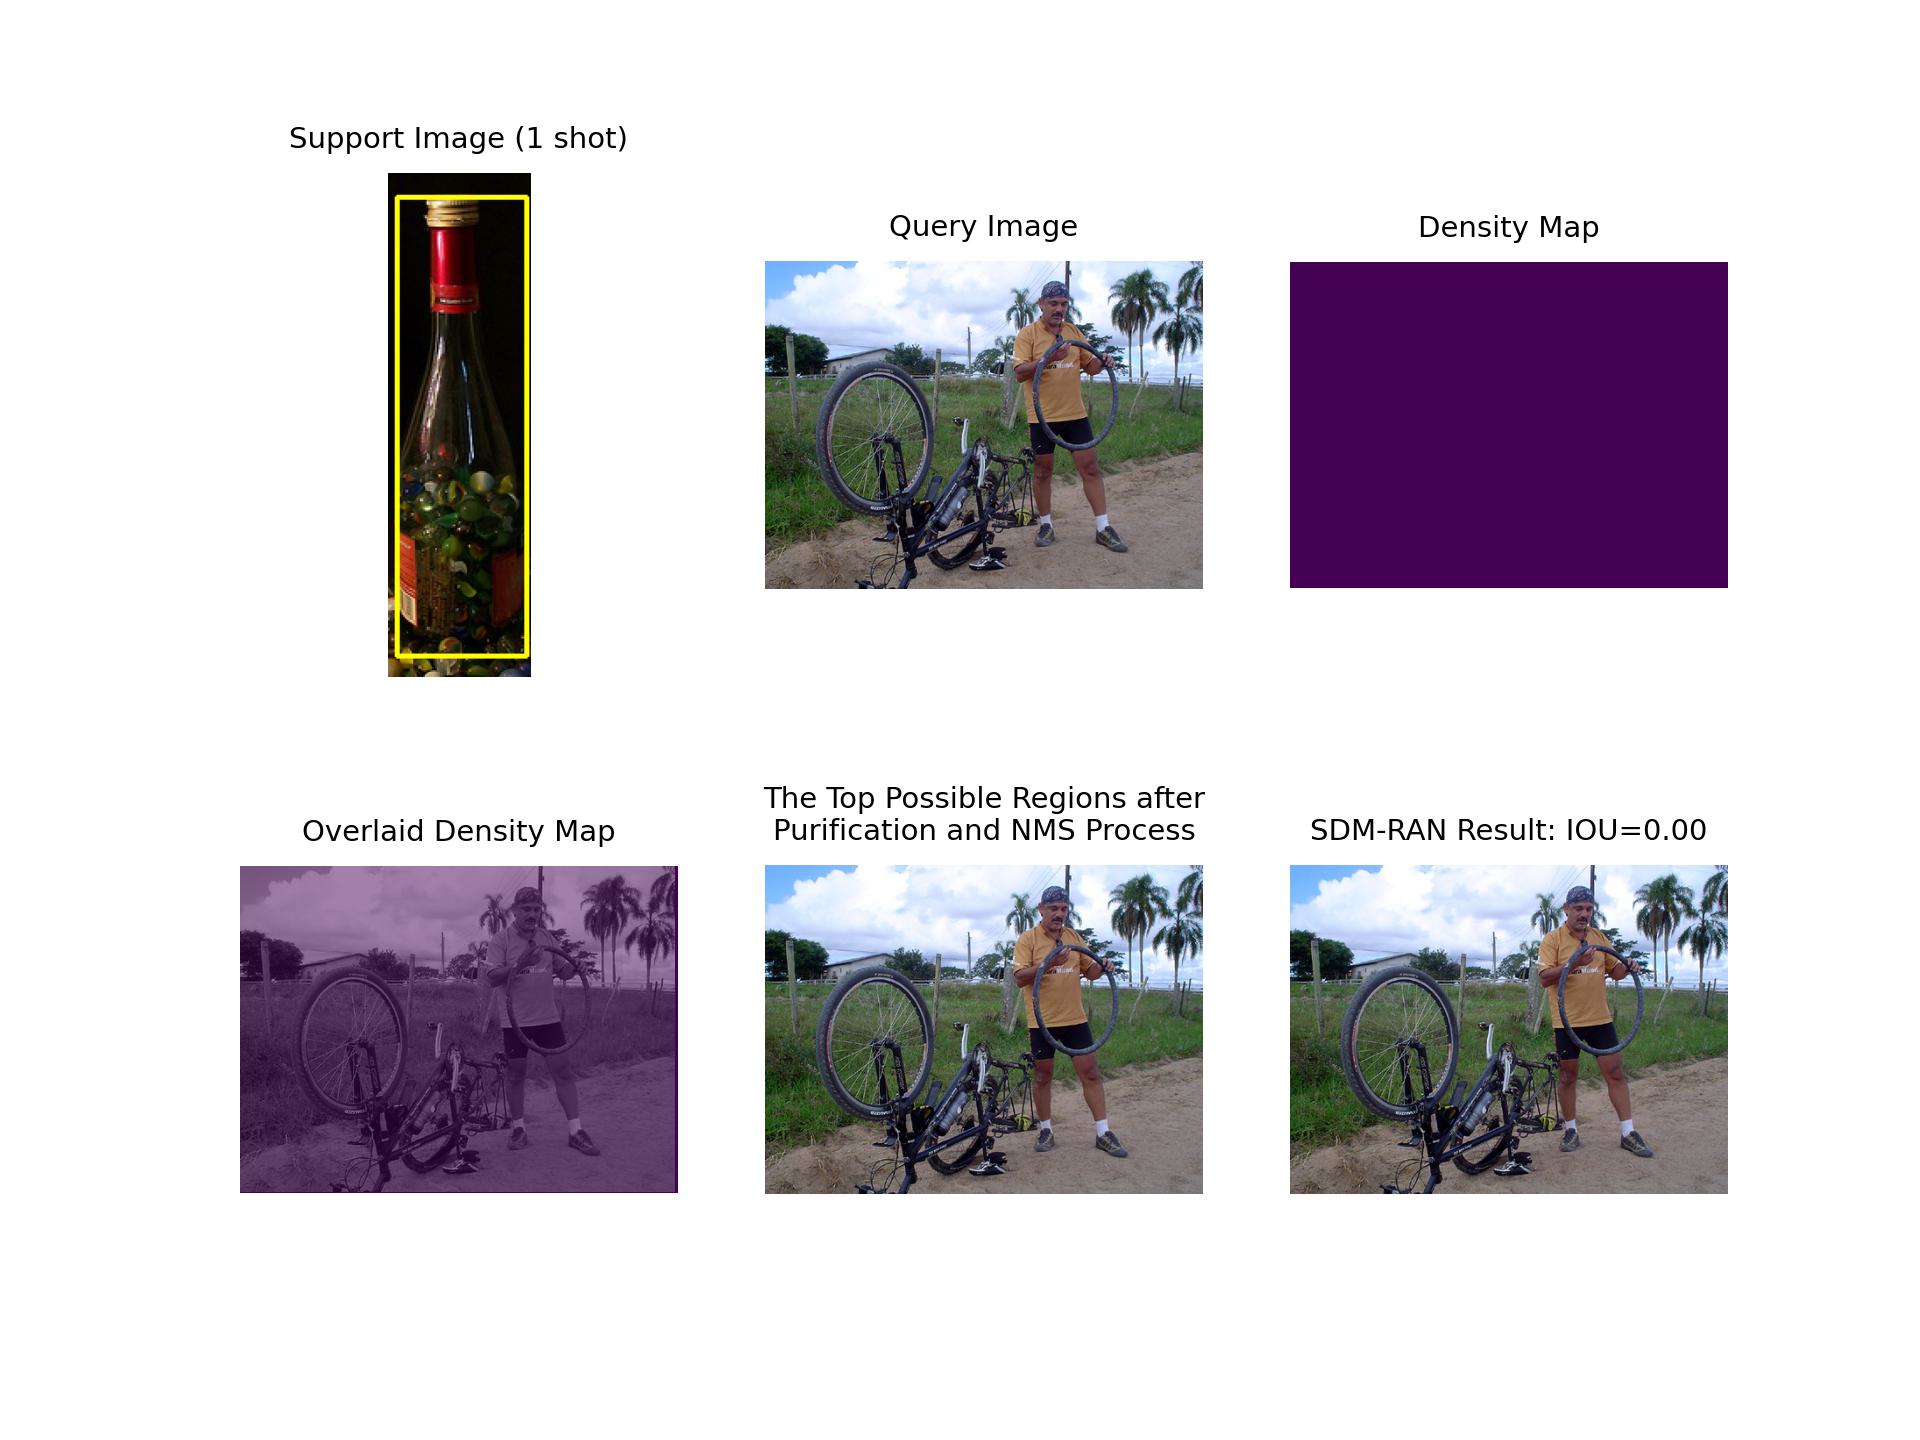 Support Image (1 shot)
Query Image
Density Map
Overlaid Density Map
The Top Possible Regions after
Purification and NMS Process
SDM-RAN Result: IOU=0.00